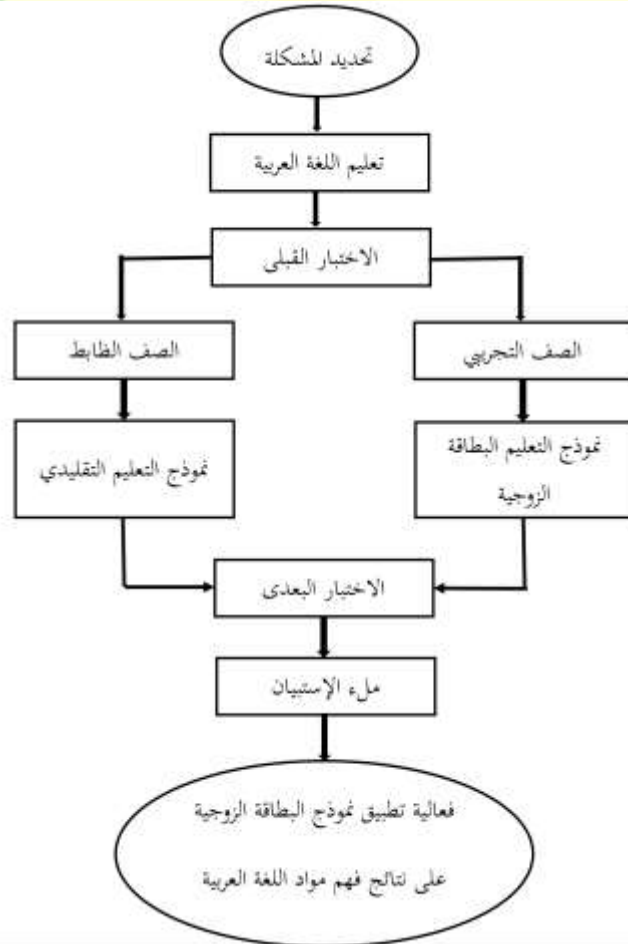 تحديد المشكلة
تعليم اللغة العربية
الاختبار القبلى
الصف التجريبي
الصف الظابط
نموذج التعليم البطاقة
الزوجية
نموذج التعليم التقليدي
الاختبار البعدى
ملء الإستبيان
فعالية تطبيق نموذج البطاقة الزوجية
على نتائج فهم مواد اللغة العربية